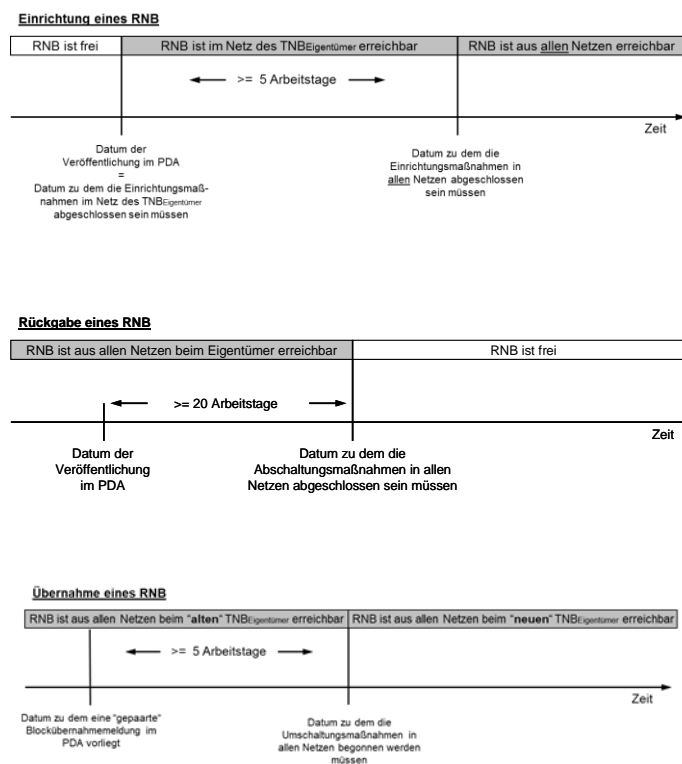 Einrichtung eines RNB
RNB ist frei
RNB ist im Netz des TNBEigentümer erreichbar
RNB ist aus allen Netzen erreichbar
>= 5 Arbeitstage
Zeit
Datum der
Veröffentlichung im PDA
=
Datum zu dem die Einrichtungsmaß-
nahmen im Netz des TNBEigentümer
abgeschlossen sein müssen
Datum zu dem die
Einrichtungsmaßnahmen in
allen Netzen abgeschlossen
sein müssen
Rückgabe eines RNB
RNB ist aus allen Netzen beim Eigentümer erreichbar
RNB ist frei
>= 20 Arbeitstage
Zeit
Datum der
Veröffentlichung
im PDA
Datum zu dem die
Abschaltungsmaßnahmen in allen
Netzen abgeschlossen sein müssen
Übernahme eines RNB
RNB ist aus allen Netzen beim "alten" TNBEigentümer erreichbar
RNB ist aus allen Netzen beim "neuen" TNBEigentümer erreichbar
>= 5 Arbeitstage
Zeit
Datum zu dem eine "gepaarte"
Blockübernahmemeldung im
PDA vorliegt
Datum zu dem die
Umschaltungsmaßnahmen in
allen Netzen begonnen werden
müssen